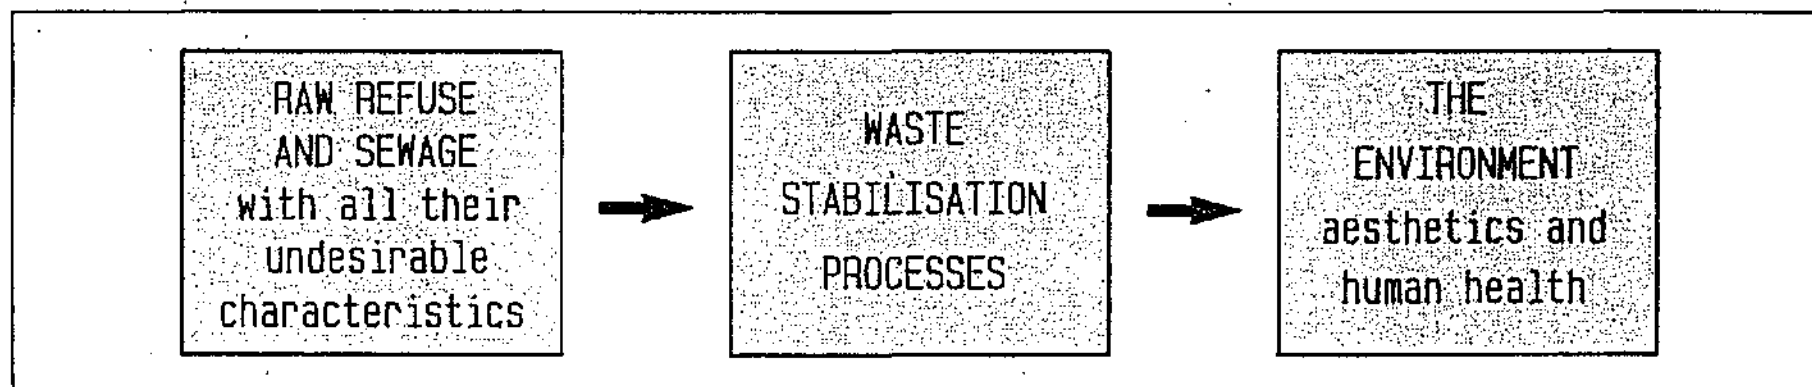 RAW REFUSE
AND SEWAGE
with all their
undesirable
characteristics
WASTE
STABILISATION
PROCESSES
THE
ENVIRONMENT
aesthetics and
human health